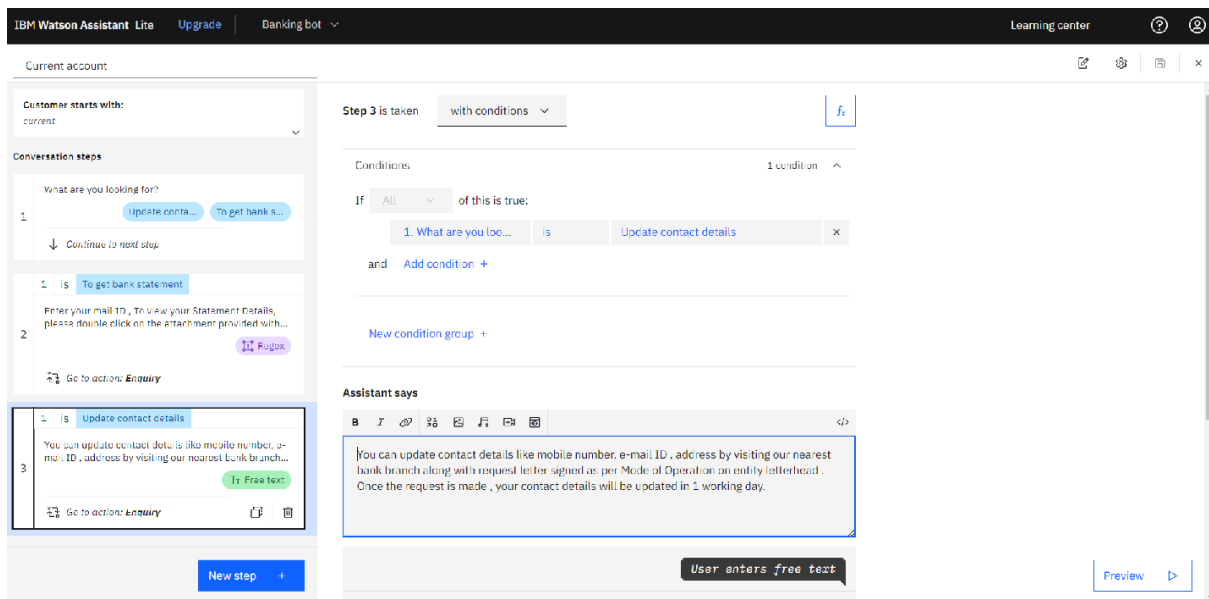 IBM Watson Assistant Lite Upgrade Banking bot Learning center
Current account
Customer starts with:
current
Conversation steps
1
What are you looking for?
Update conta... To get bank s...
Continue to next step
2
1 is To get bank statement
Enter your mail ID , To view your Statement Details,
please double click on the attachment provided with...
Regex
Go to action: Enquiry
3
1 is Update contact details
You can update contact details like mobile number, e-
mail ID , address by visiting our nearest bank branch...
Free text
Go to action: Enquiry
New step +
Step 3 is taken with conditions
fx
Conditions 1 condition
If All of this is true:
1. What are you loo... is Update contact details ×
and Add condition +
New condition group +
Assistant says
B I </>
You can update contact details like mobile number, e-mail ID , address by visiting our nearest
bank branch along with request letter signed as per Mode of Operation on entity letterhead .
Once the request is made , your contact details will be updated in 1 working day.
User enters free text
Preview